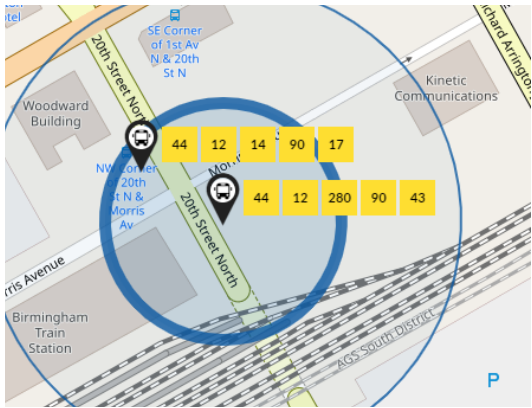 SE Corner
of 1st Av
N & 20th
St N
20th Street North
Woodward
Building
Kinetic
Communications
44 12 14 90 17
NW Corner
of 20th
St N &
Morris
Av
44 12 280 90 43
20th Street North
Birmingham
Train
Station
AGS South District
P